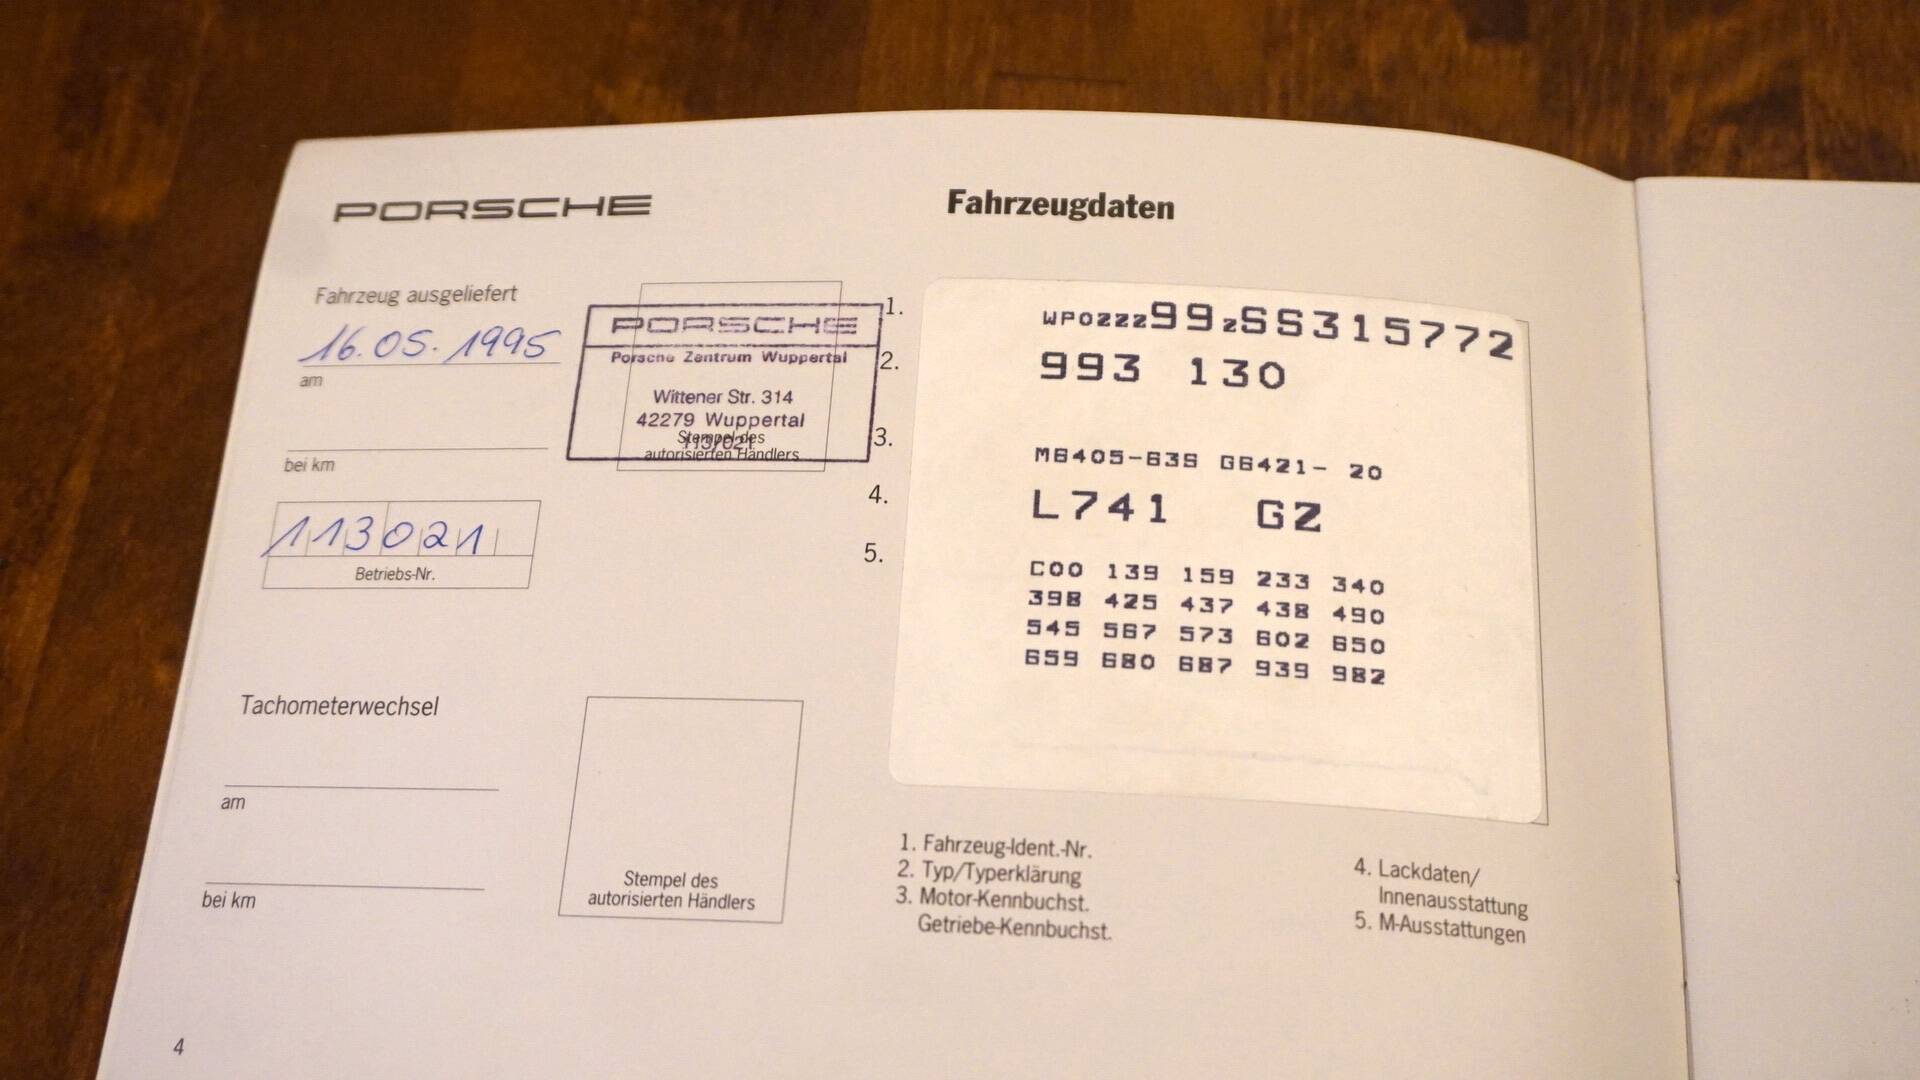 PORSCHE
Fahrzeug ausgeliefert
16.05.1995
am
bei km
113021
Betriebs-Nr.
PORSCHE
Porsche Zentrum Wuppertal
Wittener Str. 314
42279 Wuppertal
113/021
Stempel des
autorisierten Händlers
Tachometerwechsel
am
bei km
Stempel des
autorisierten Händlers
Fahrzeugdaten
1.
2.
3.
4.
5.
WP0ZZZ99ZSS315772
993 130
M6405-63S G6421- 20
L741 GZ
C00 139 159 233 340
398 425 437 438 490
545 567 573 602 650
659 680 687 939 982
1. Fahrzeug-Ident.-Nr.
2. Typ/Typerklärung
3. Motor-Kennbuchst.
Getriebe-Kennbuchst.
4. Lackdaten/
Innenausstattung
5. M-Ausstattungen
4